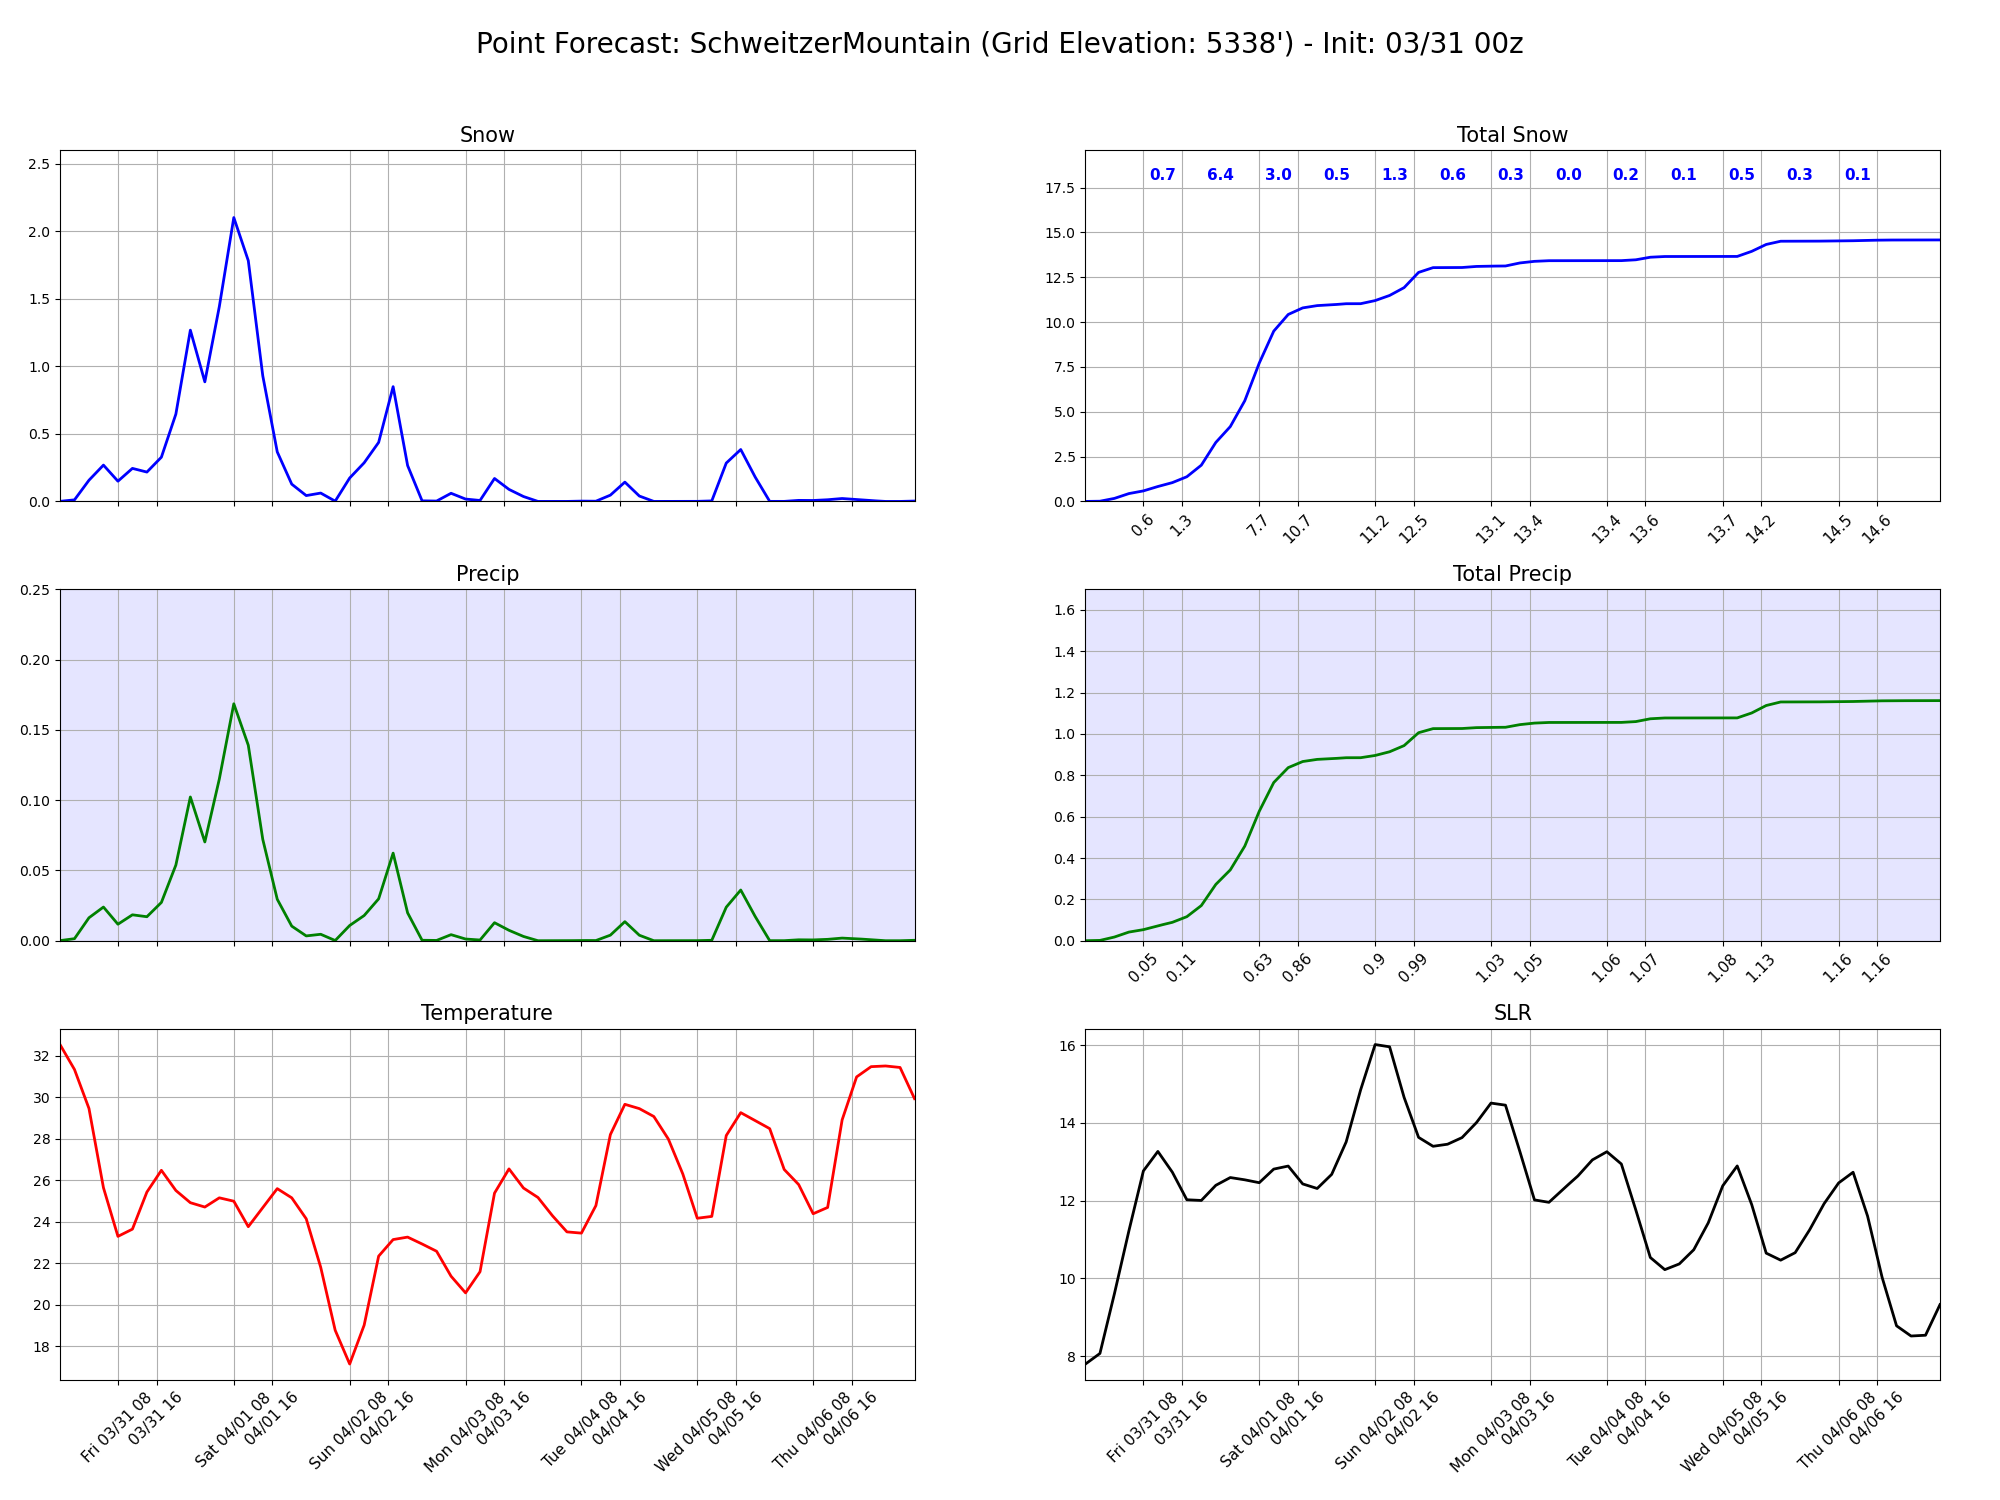 Point Forecast: SchweitzerMountain (Grid Elevation: 5338') - Init: 03/31 00z
Snow
2.5
2.0
1.5
1.0
0.5
0.0
Total Snow
0.7 6.4 3.0 0.5 1.3 0.6 0.3 0.0 0.2 0.1 0.5 0.3 0.1
17.5
15.0
12.5
10.0
7.5
5.0
2.5
0.0
0.6 1.3 7.7 10.7 11.2 12.5 13.1 13.4 13.4 13.6 13.7 14.2 14.5 14.6
Precip
0.25
0.20
0.15
0.10
0.05
0.00
Total Precip
1.6
1.4
1.2
1.0
0.8
0.6
0.4
0.2
0.0
0.05 0.11 0.63 0.86 0.9 0.99 1.03 1.05 1.06 1.07 1.08 1.13 1.16 1.16
Temperature
32
30
28
26
24
22
20
18
Fri 03/31 08
03/31 16
Sat 04/01 08
04/01 16
Sun 04/02 08
04/02 16
Mon 04/03 08
04/03 16
Tue 04/04 08
04/04 16
Wed 04/05 08
04/05 16
Thu 04/06 08
04/06 16
SLR
16
14
12
10
8
Fri 03/31 08
03/31 16
Sat 04/01 08
04/01 16
Sun 04/02 08
04/02 16
Mon 04/03 08
04/03 16
Tue 04/04 08
04/04 16
Wed 04/05 08
04/05 16
Thu 04/06 08
04/06 16